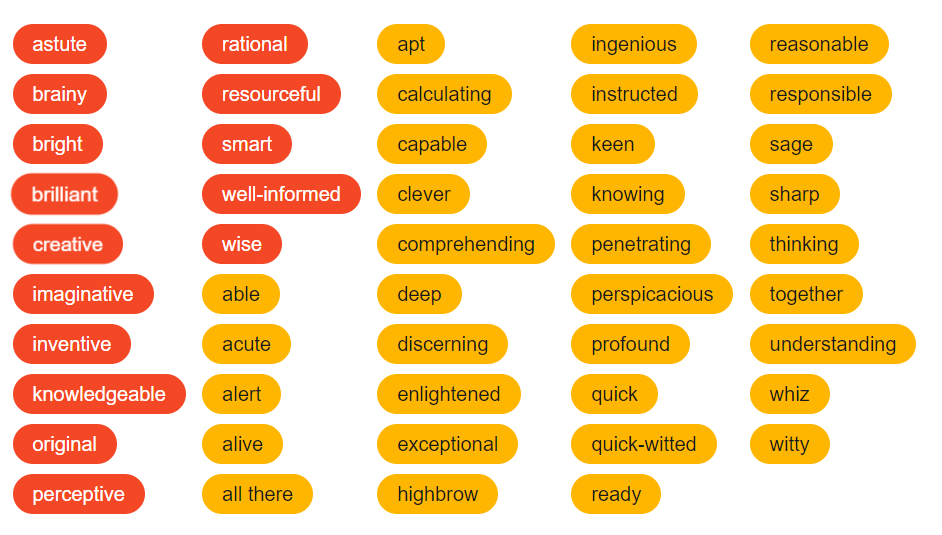 astute
brainy
bright
brilliant
creative
imaginative
inventive
knowledgeable
original
perceptive
rational
resourceful
smart
well-informed
wise
able
acute
alert
alive
all there
apt
calculating
capable
clever
comprehending
deep
discerning
enlightened
exceptional
highbrow
ingenious
instructed
keen
knowing
penetrating
perspicacious
profound
quick
quick-witted
ready
reasonable
responsible
sage
sharp
thinking
together
understanding
whiz
witty